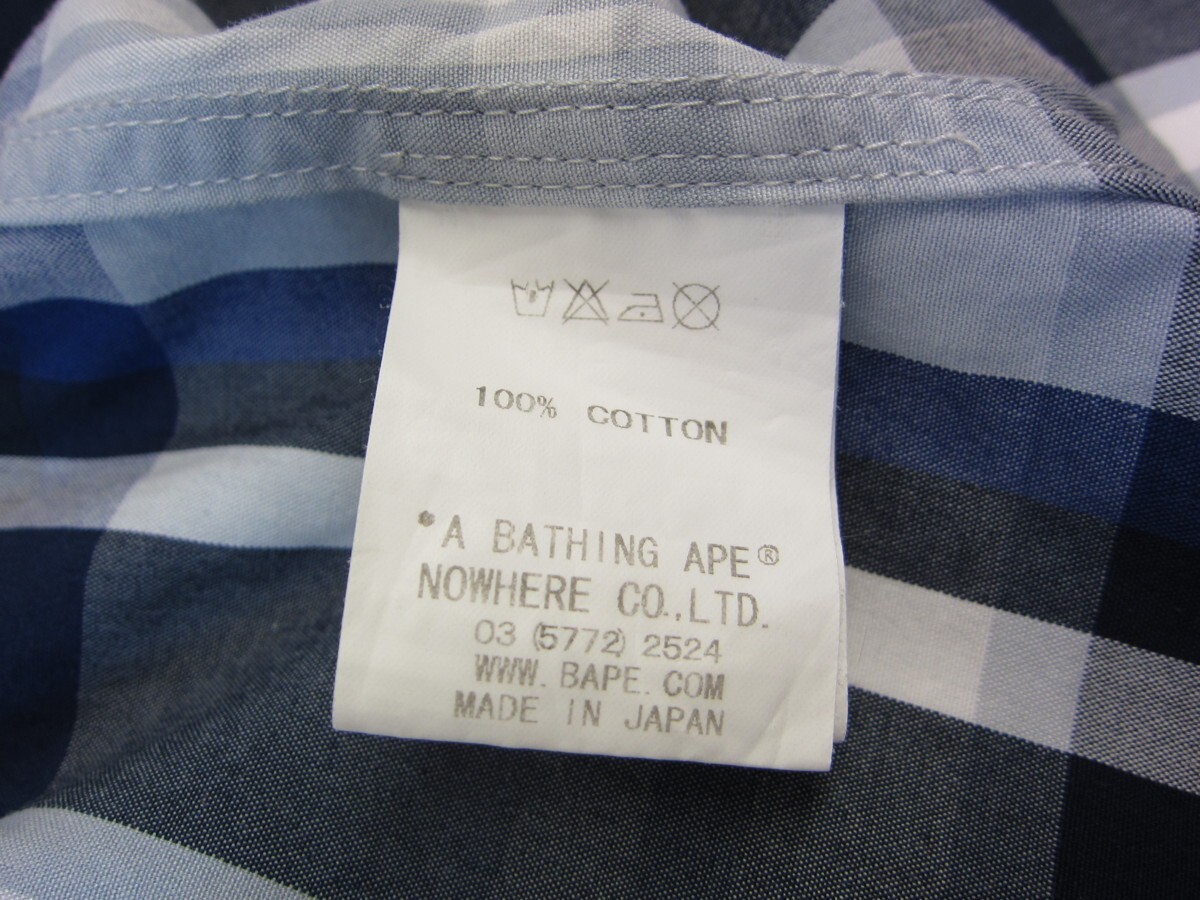 100% COTTON
*A BATHING APE®
NOWHERE CO.,LTD.
03 (5772) 2524
WWW.BAPE.COM
MADE IN JAPAN